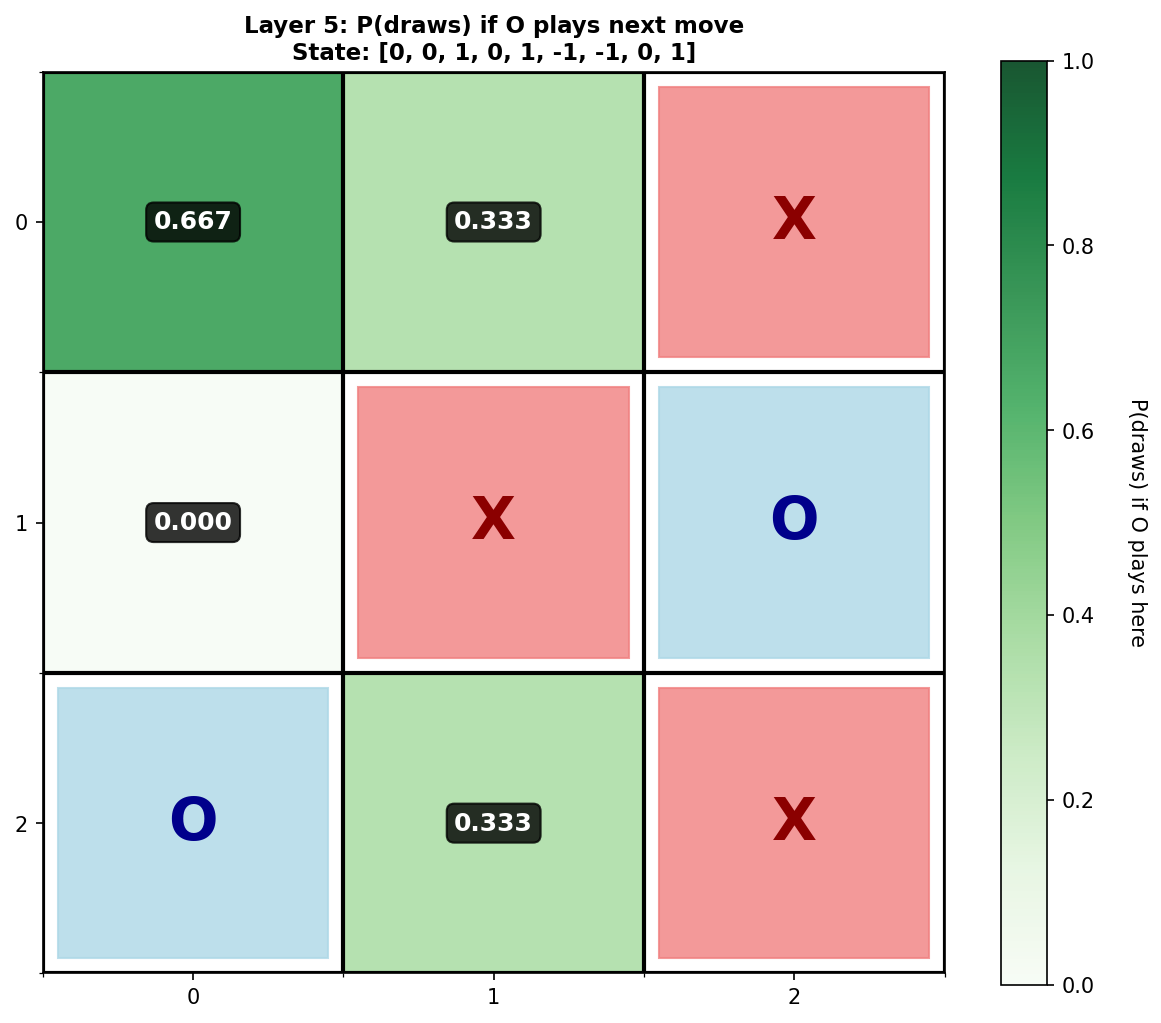 Layer 5: P(draws) if O plays next move
State: [0, 0, 1, 0, 1, -1, -1, 0, 1]
0.667
0.333
X
0.000
X
O
O
0.333
X
0
1
2
0
1
2
1.0
0.8
0.6
0.4
0.2
0.0
P(draws) if O plays here